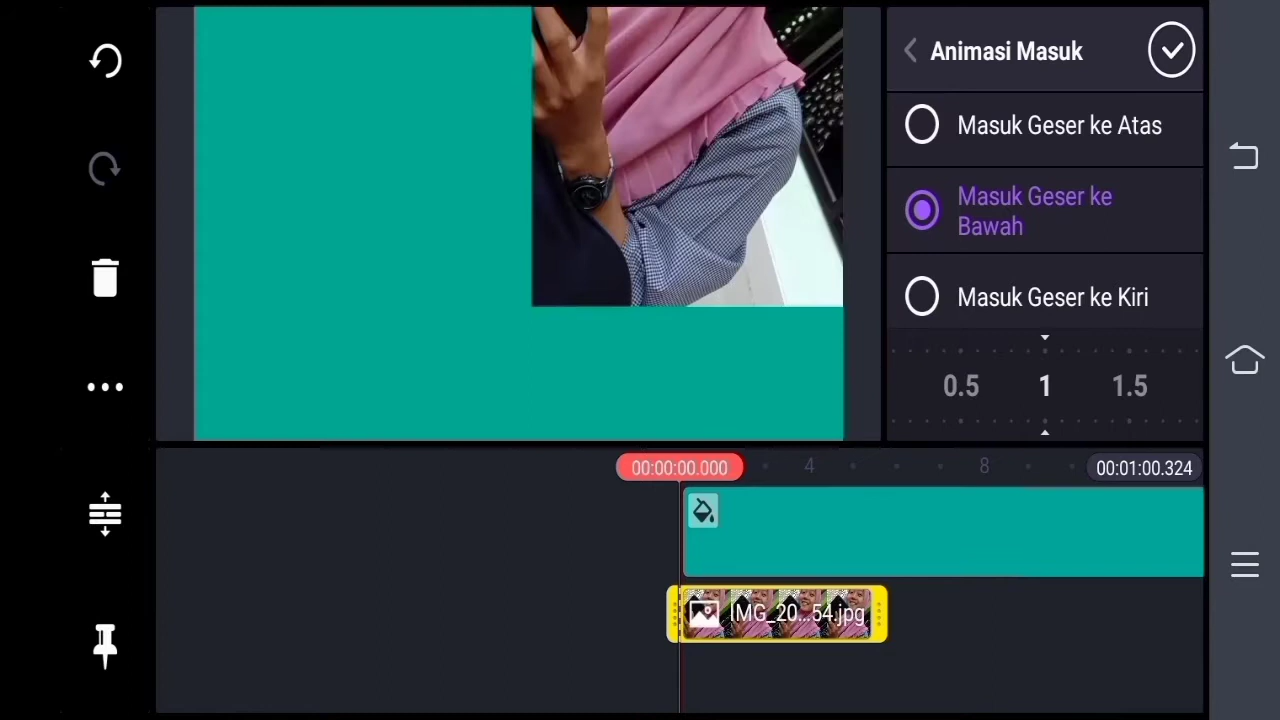 Animasi Masuk
Masuk Geser ke Atas
Masuk Geser ke
Bawah
Masuk Geser ke Kiri
0.5 1 1.5
00:00:00.000 4 8 00:01:00.324
IMG_20...54.jpg